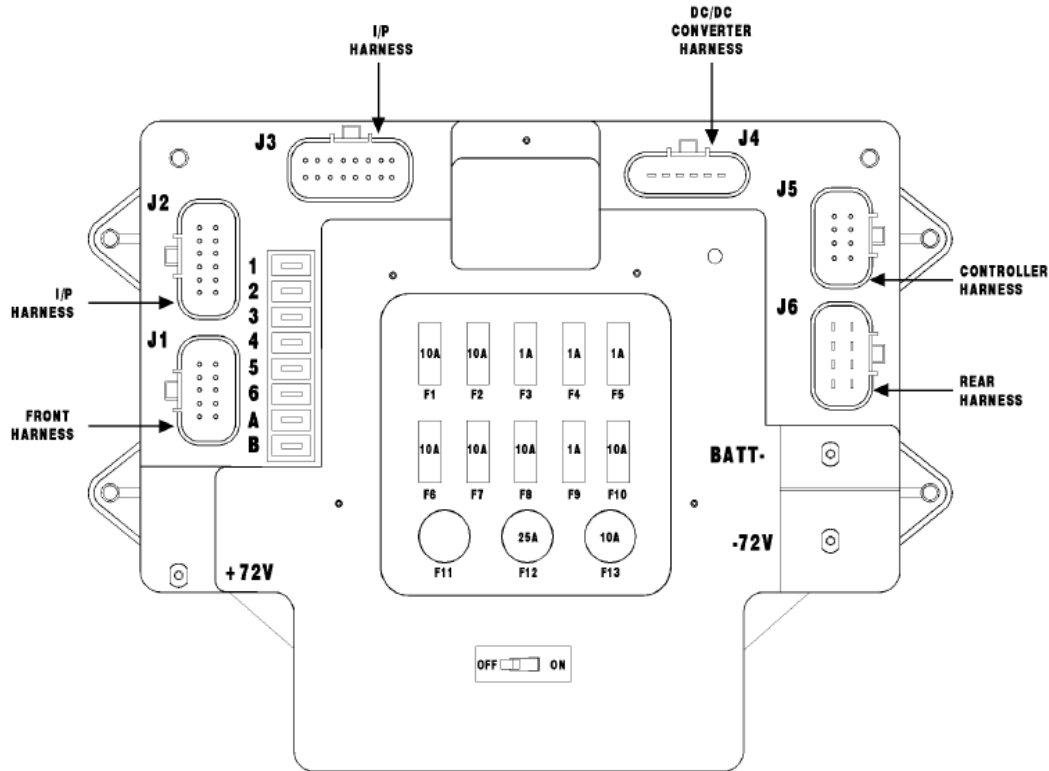 DC/DC
CONVERTER
HARNESS
I/P
HARNESS
J3
J4
J2
J5
1
2
3
4
5
6
A
B
I/P
HARNESS
CONTROLLER
HARNESS
J1
J6
10A 10A 1A 1A 1A
F1 F2 F3 F4 F5
FRONT
HARNESS
REAR
HARNESS
10A 10A 10A 1A 10A
F6 F7 F8 F9 F10
BATT-
25A 10A
F11 F12 F13
-72V
+72V
OFF ON